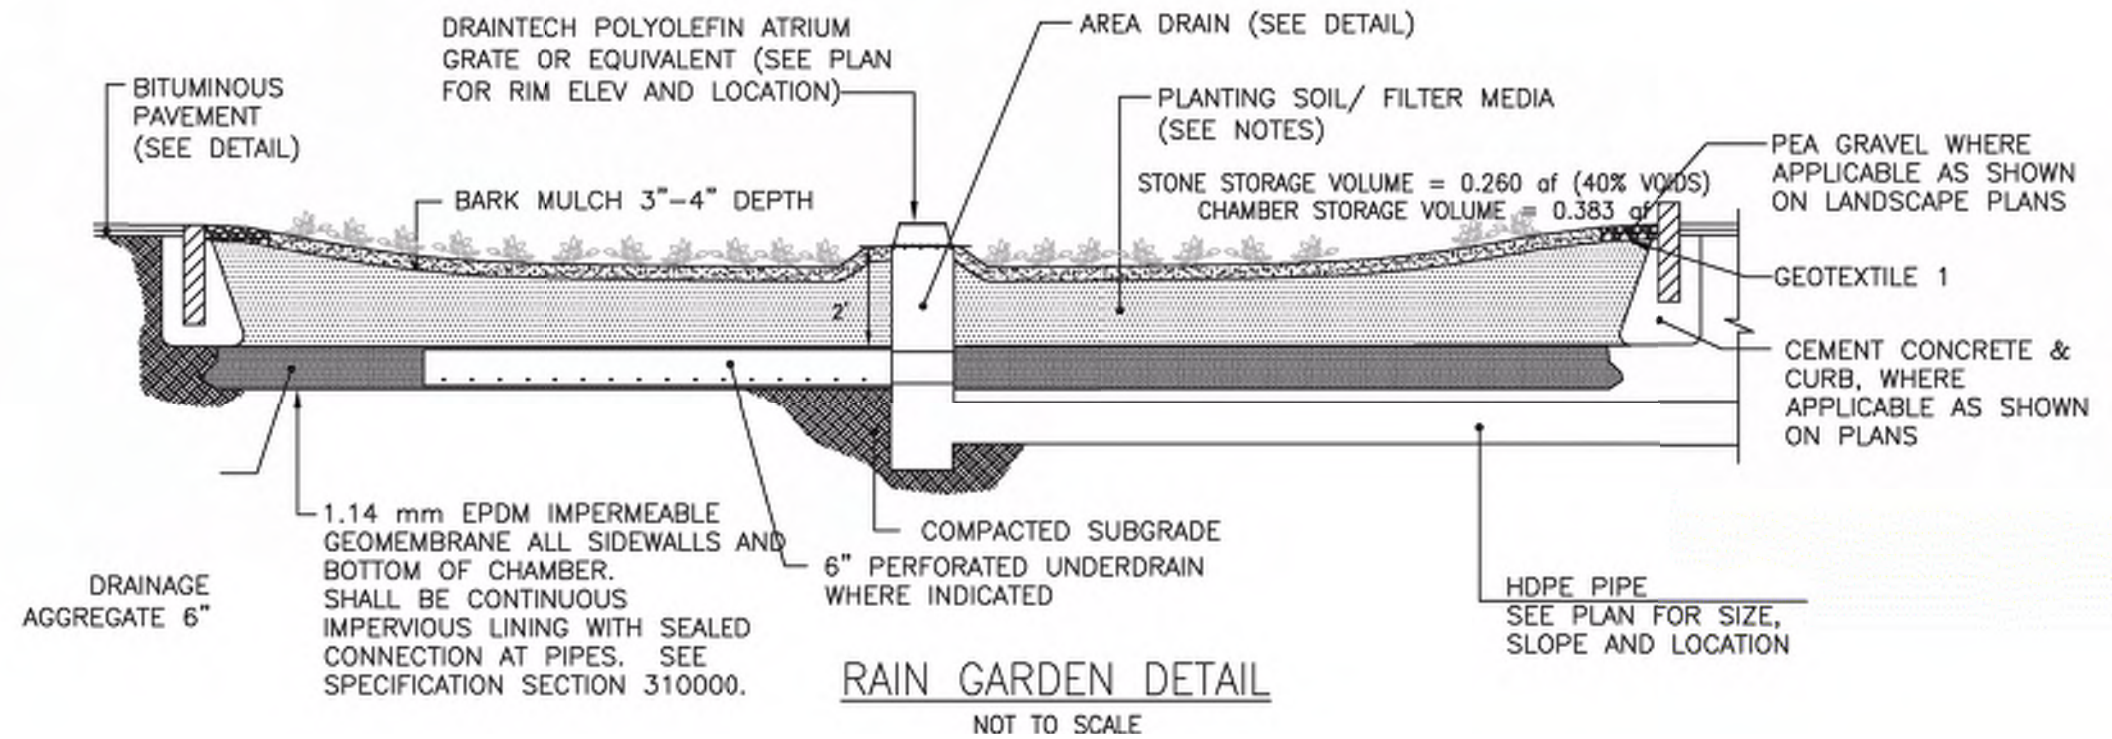 DRAINTECH POLYOLEFIN ATRIUM
GRATE OR EQUIVALENT (SEE PLAN
FOR RIM ELEV AND LOCATION)
AREA DRAIN (SEE DETAIL)
BITUMINOUS
PAVEMENT
(SEE DETAIL)
PLANTING SOIL/ FILTER MEDIA
(SEE NOTES)
BARK MULCH 3"-4" DEPTH
STONE STORAGE VOLUME = 0.260 af (40% VOIDS)
CHAMBER STORAGE VOLUME = 0.383 af
PEA GRAVEL WHERE
APPLICABLE AS SHOWN
ON LANDSCAPE PLANS
GEOTEXTILE 1
2'
CEMENT CONCRETE &
CURB, WHERE
APPLICABLE AS SHOWN
ON PLANS
1.14 mm EPDM IMPERMEABLE
GEOMEMBRANE ALL SIDEWALLS AND
BOTTOM OF CHAMBER.
SHALL BE CONTINUOUS
IMPERVIOUS LINING WITH SEALED
CONNECTION AT PIPES. SEE
SPECIFICATION SECTION 310000.
COMPACTED SUBGRADE
6" PERFORATED UNDERDRAIN
WHERE INDICATED
DRAINAGE
AGGREGATE 6"
HDPE PIPE
SEE PLAN FOR SIZE,
SLOPE AND LOCATION
RAIN GARDEN DETAIL
NOT TO SCALE